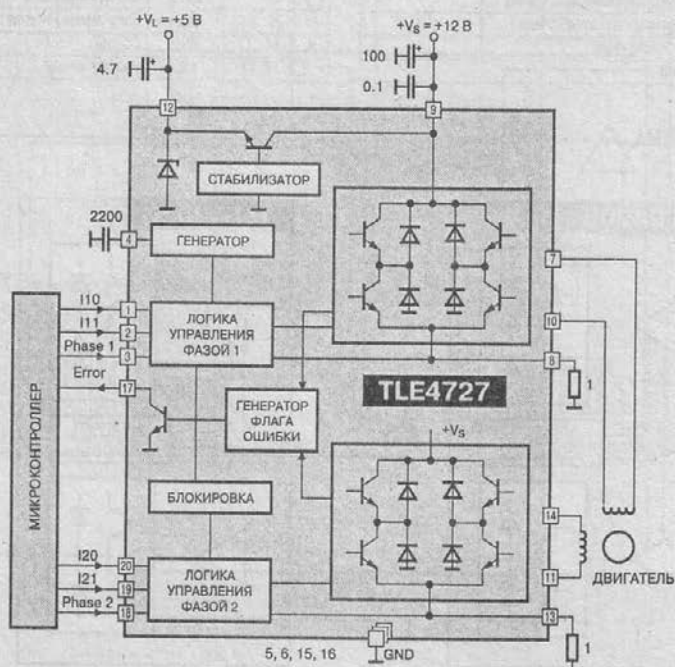 +VL = +5 В
+VS = +12 В
4.7
100
0.1
12
9
СТАБИЛИЗАТОР
2200
4
ГЕНЕРАТОР
7
I10
1
I11
2
Phase 1
3
ЛОГИКА
УПРАВЛЕНИЯ
ФАЗОЙ 1
10
8
1
Error
17
TLE4727
МИКРОКОНТРОЛЛЕР
ГЕНЕРАТОР
ФЛАГА
ОШИБКИ
+VS
БЛОКИРОВКА
14
I20
20
I21
19
Phase 2
18
ЛОГИКА
УПРАВЛЕНИЯ
ФАЗОЙ 2
11
ДВИГАТЕЛЬ
13
1
5, 6, 15, 16
GND